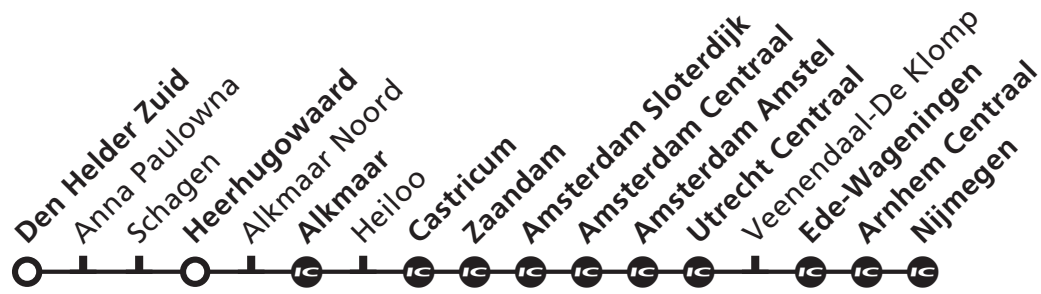 Den Helder Zuid
Anna Paulowna
Schagen
Heerhugowaard
Alkmaar Noord
Alkmaar
Heiloo
Castricum
Zaandam
Amsterdam Sloterdijk
Amsterdam Centraal
Amsterdam Amstel
Utrecht Centraal
Veenendaal-De Klomp
Ede-Wageningen
Arnhem Centraal
Nijmegen
IC IC IC IC IC IC IC IC IC IC